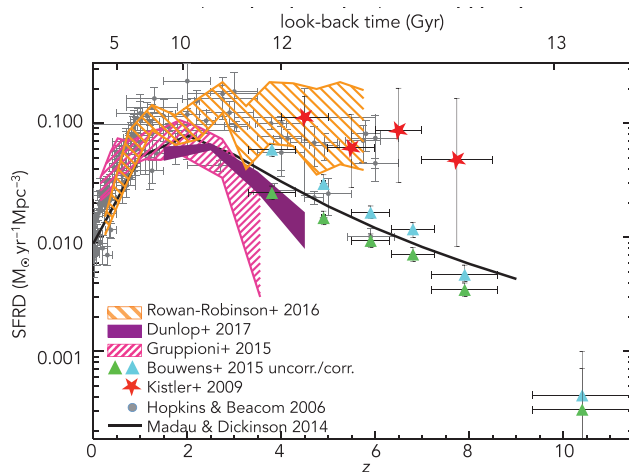 look-back time (Gyr)
5 10 12 13
0.100
0.010
0.001
SFRD (M⊙ yr⁻¹ Mpc⁻³)
Rowan-Robinson+ 2016
Dunlop+ 2017
Gruppioni+ 2015
Bouwens+ 2015 uncorr./corr.
Kistler+ 2009
Hopkins & Beacom 2006
Madau & Dickinson 2014
0 2 4 6 8 10
z